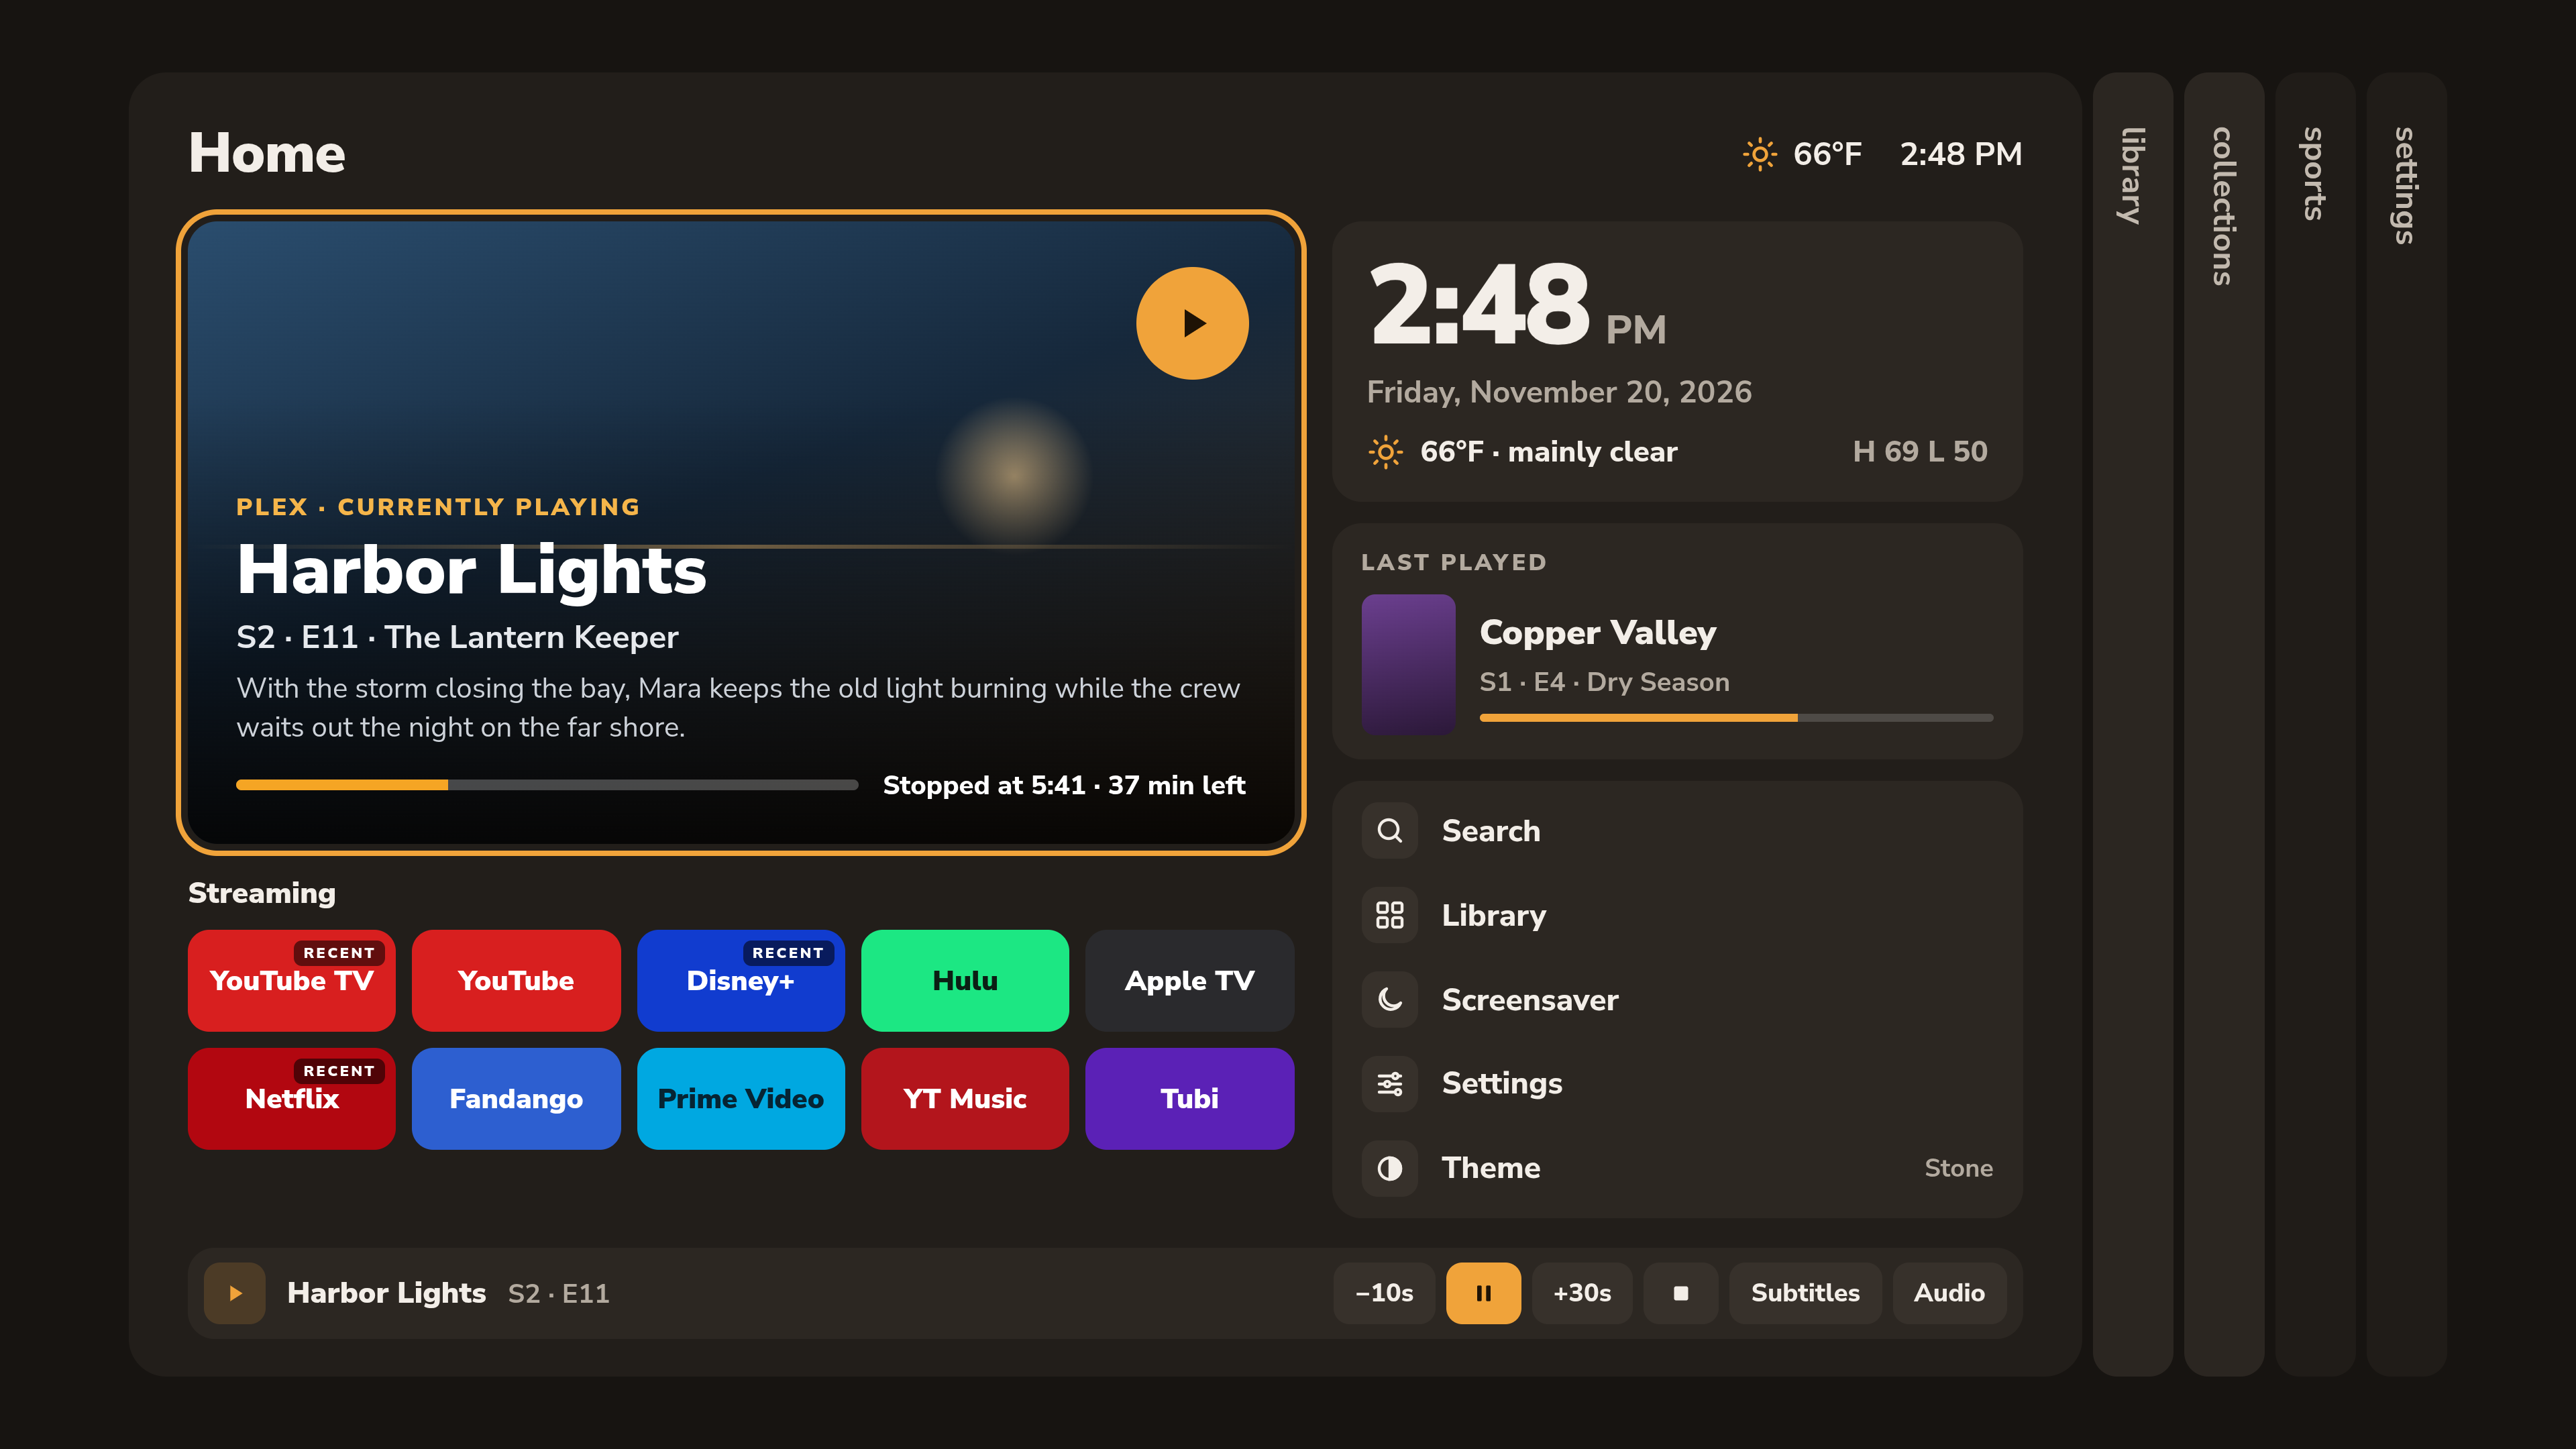 Home
66°F 2:48 PM
PLEX · CURRENTLY PLAYING
Harbor Lights
S2 · E11 · The Lantern Keeper
With the storm closing the bay, Mara keeps the old light burning while the crew
waits out the night on the far shore.
Stopped at 5:41 · 37 min left
2:48 PM
Friday, November 20, 2026
66°F · mainly clear H 69 L 50
LAST PLAYED
Copper Valley
S1 · E4 · Dry Season
Search
Library
Screensaver
Settings
Theme Stone
Streaming
RECENT
YouTube TV
YouTube
RECENT
Disney+
Hulu
Apple TV
RECENT
Netflix
Fandango
Prime Video
YT Music
Tubi
Harbor Lights S2 · E11
−10s +30s Subtitles Audio
library
collections
sports
settings